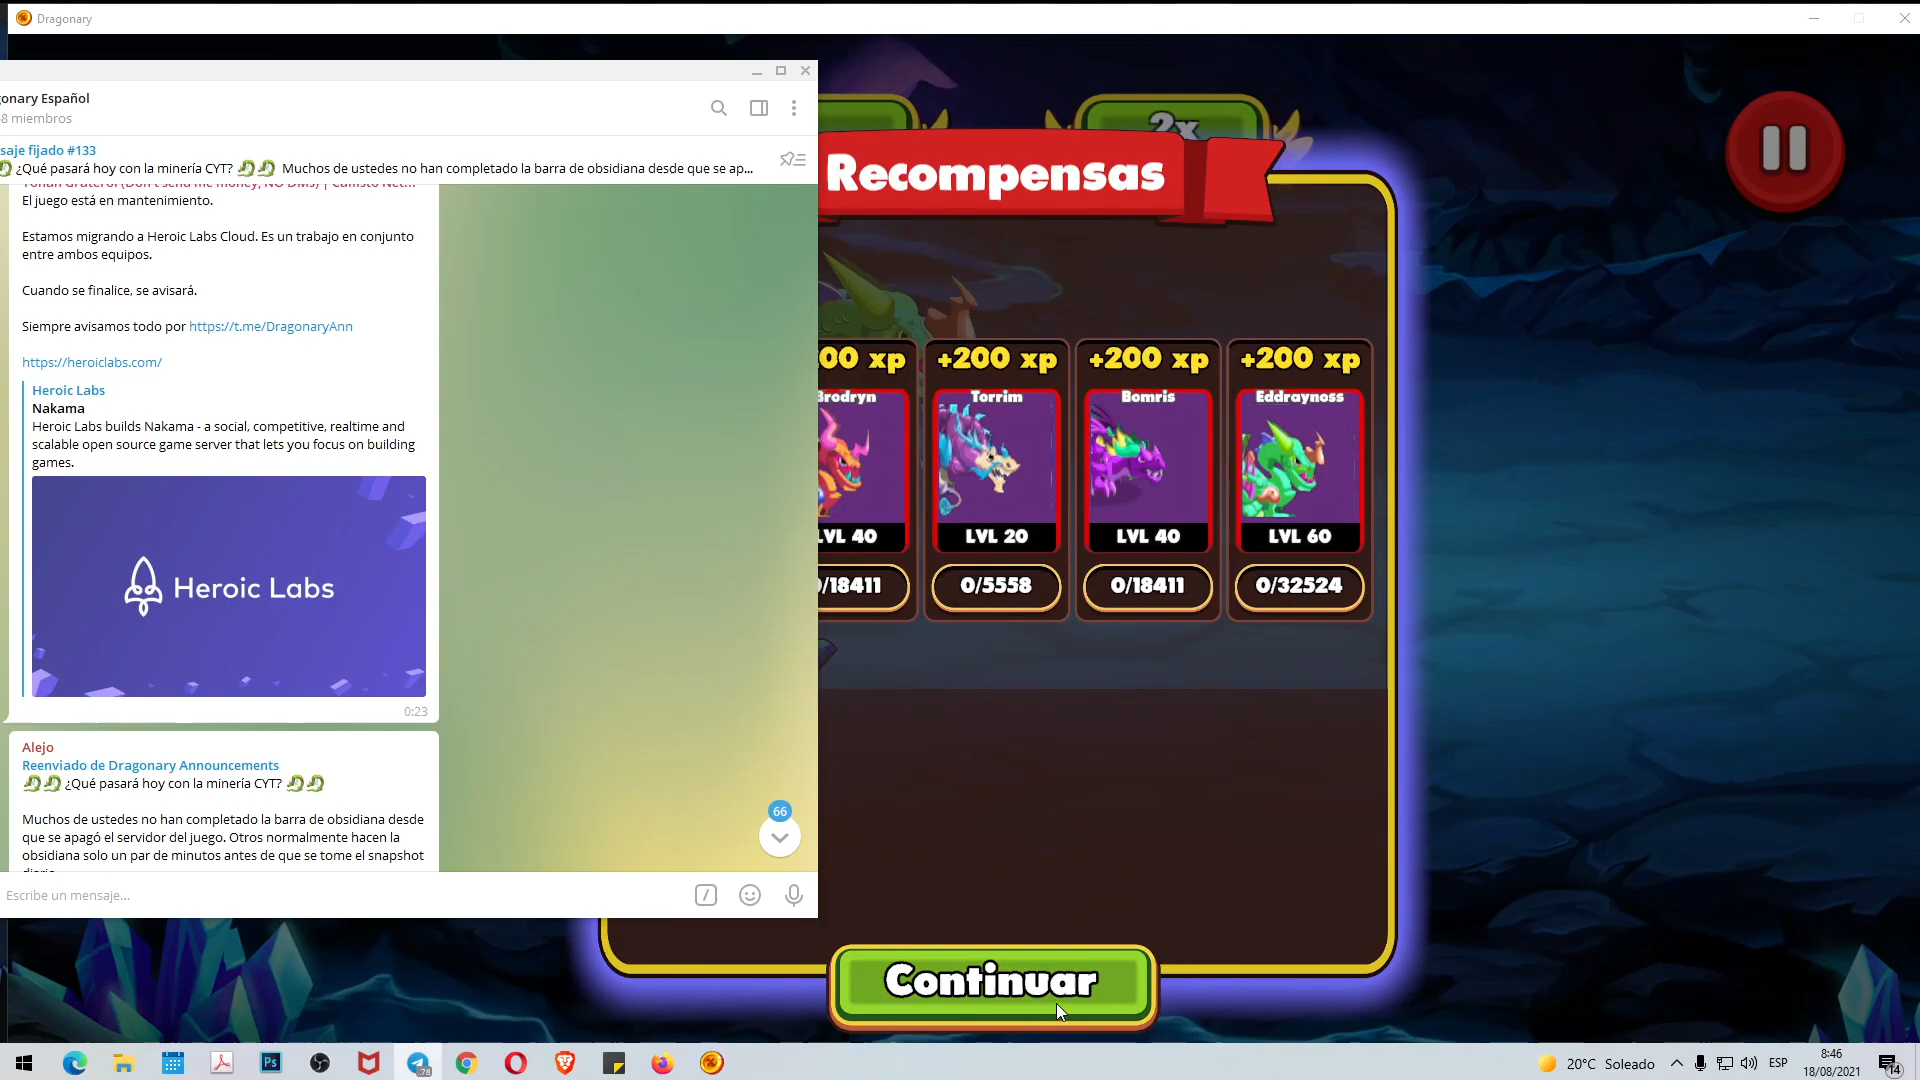 Dragonary
gonary Español
8 miembros
saje fijado #133
¿Qué pasará hoy con la minería CYT? Muchos de ustedes no han completado la barra de obsidiana desde que se ap...
El juego está en mantenimiento.
Estamos migrando a Heroic Labs Cloud. Es un trabajo en conjunto
entre ambos equipos.
Cuando se finalice, se avisará.
Siempre avisamos todo por https://t.me/DragonaryAnn
https://heroiclabs.com/
Heroic Labs
Nakama
Heroic Labs builds Nakama - a social, competitive, realtime and
scalable open source game server that lets you focus on building
games.
Heroic Labs
0:23
Alejo
Reenviado de Dragonary Announcements
¿Qué pasará hoy con la minería CYT?
Muchos de ustedes no han completado la barra de obsidiana desde
que se apagó el servidor del juego. Otros normalmente hacen la
obsidiana solo un par de minutos antes de que se tome el snapshot
66
Escribe un mensaje...
2x
Recompensas
00 xp
+200 xp
+200 xp
+200 xp
Brodryn
Torrim
Bomris
Eddraynoss
LVL 40
LVL 20
LVL 40
LVL 60
/18411
0/5558
0/18411
0/32524
Continuar
Ps
78
20°C Soleado
ESP
8:46
18/08/2021
14